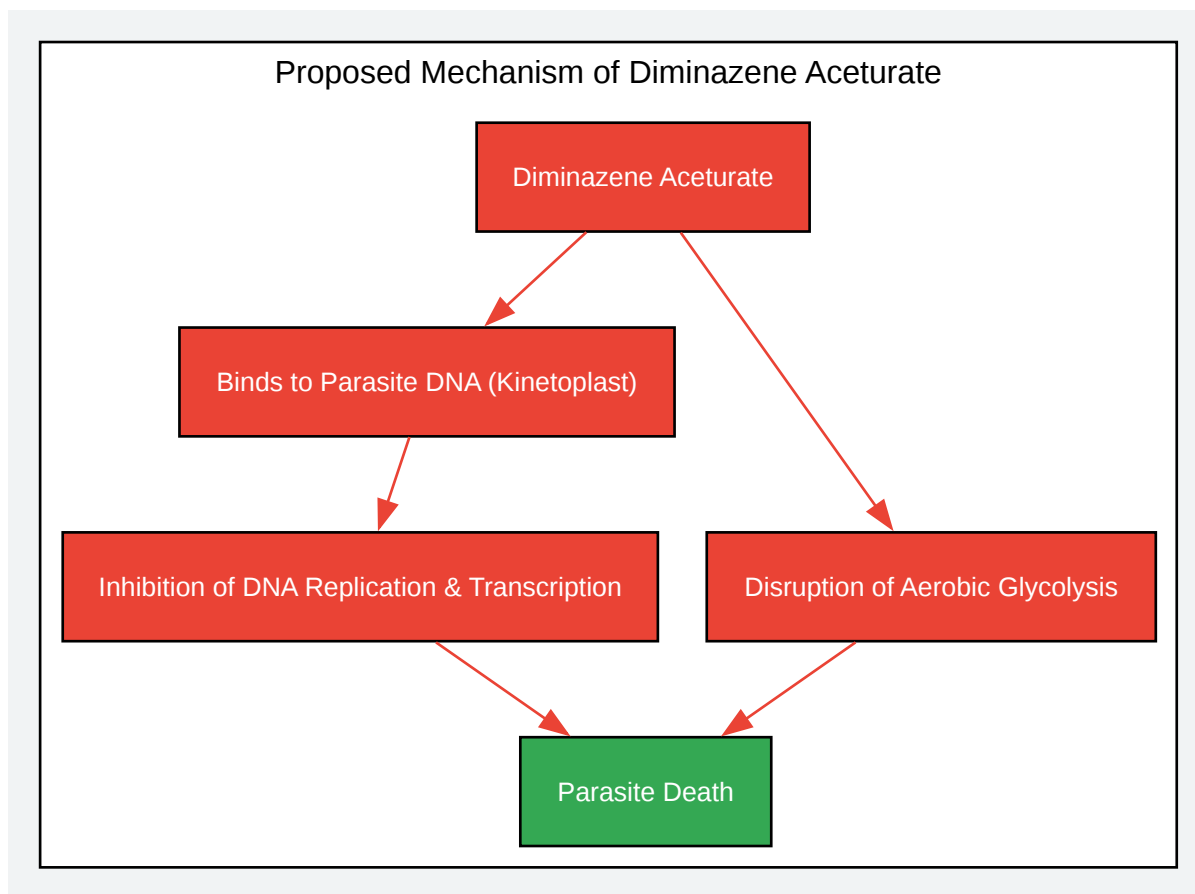 Proposed Mechanism of Diminazene Aceturate
Diminazene Aceturate
Binds to Parasite DNA (Kinetoplast)
Inhibition of DNA Replication & Transcription
Disruption of Aerobic Glycolysis
Parasite Death